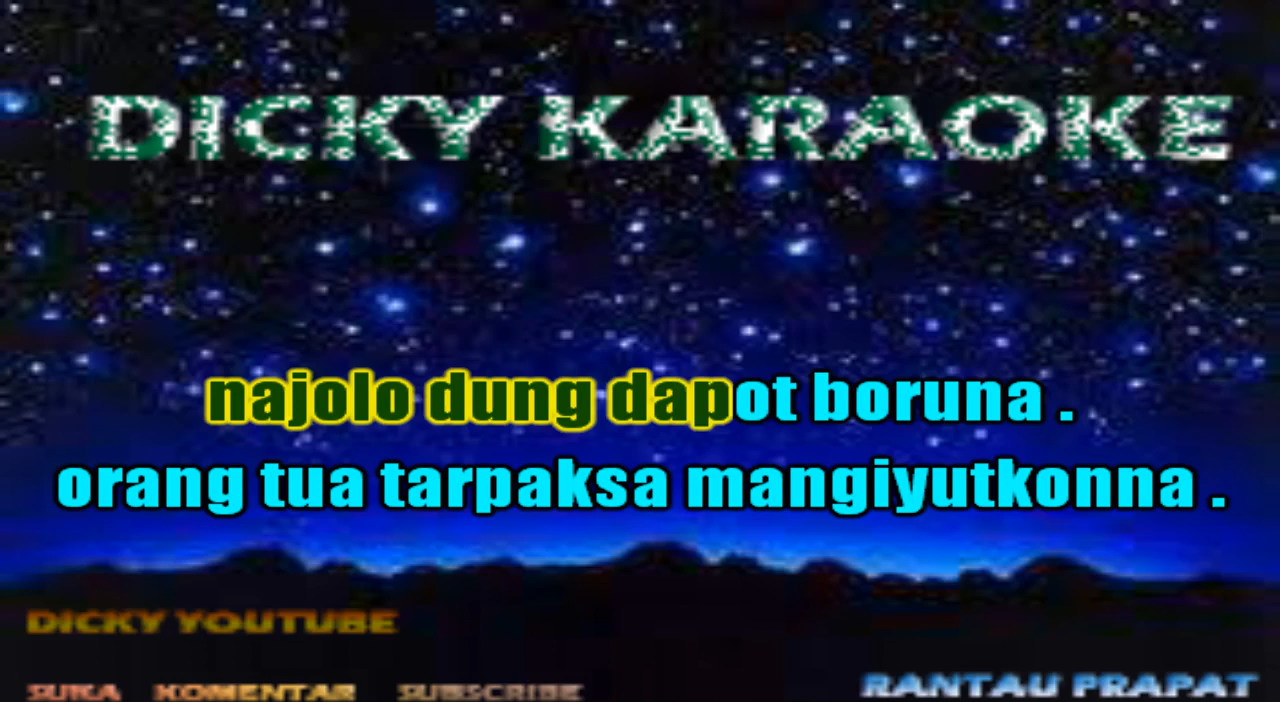 DICKY KARAOKE
najolo dung dapot boruna .
orang tua tarpaksa mangiyutkonna .
DICKY YOUTUBE
SUKA KOMENTAR SUBSCRIBE
RANTAU PRAPAT